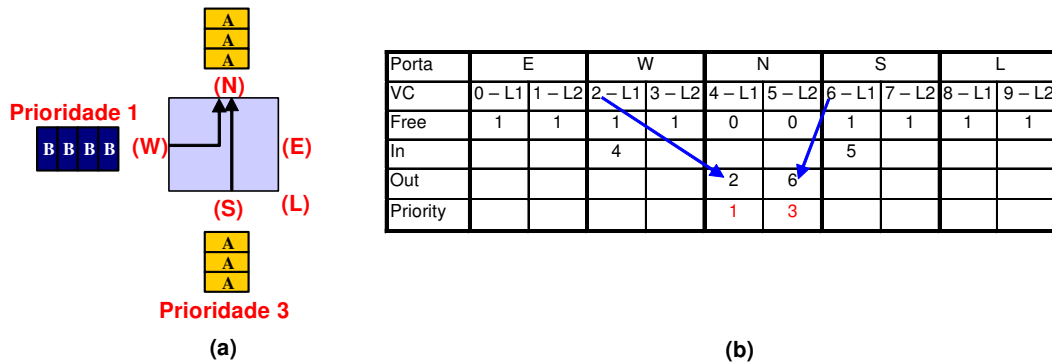 A
A
A
(N)
Prioridade 1
B B B B
(W)
(E)
(S)
(L)
A
A
A
Prioridade 3
(a)
Porta E W N S L
VC 0 – L1 1 – L2 2 – L1 3 – L2 4 – L1 5 – L2 6 – L1 7 – L2 8 – L1 9 – L2
Free 1 1 1 1 0 0 1 1 1 1
In 4 5
Out 2 6
Priority 1 3
(b)